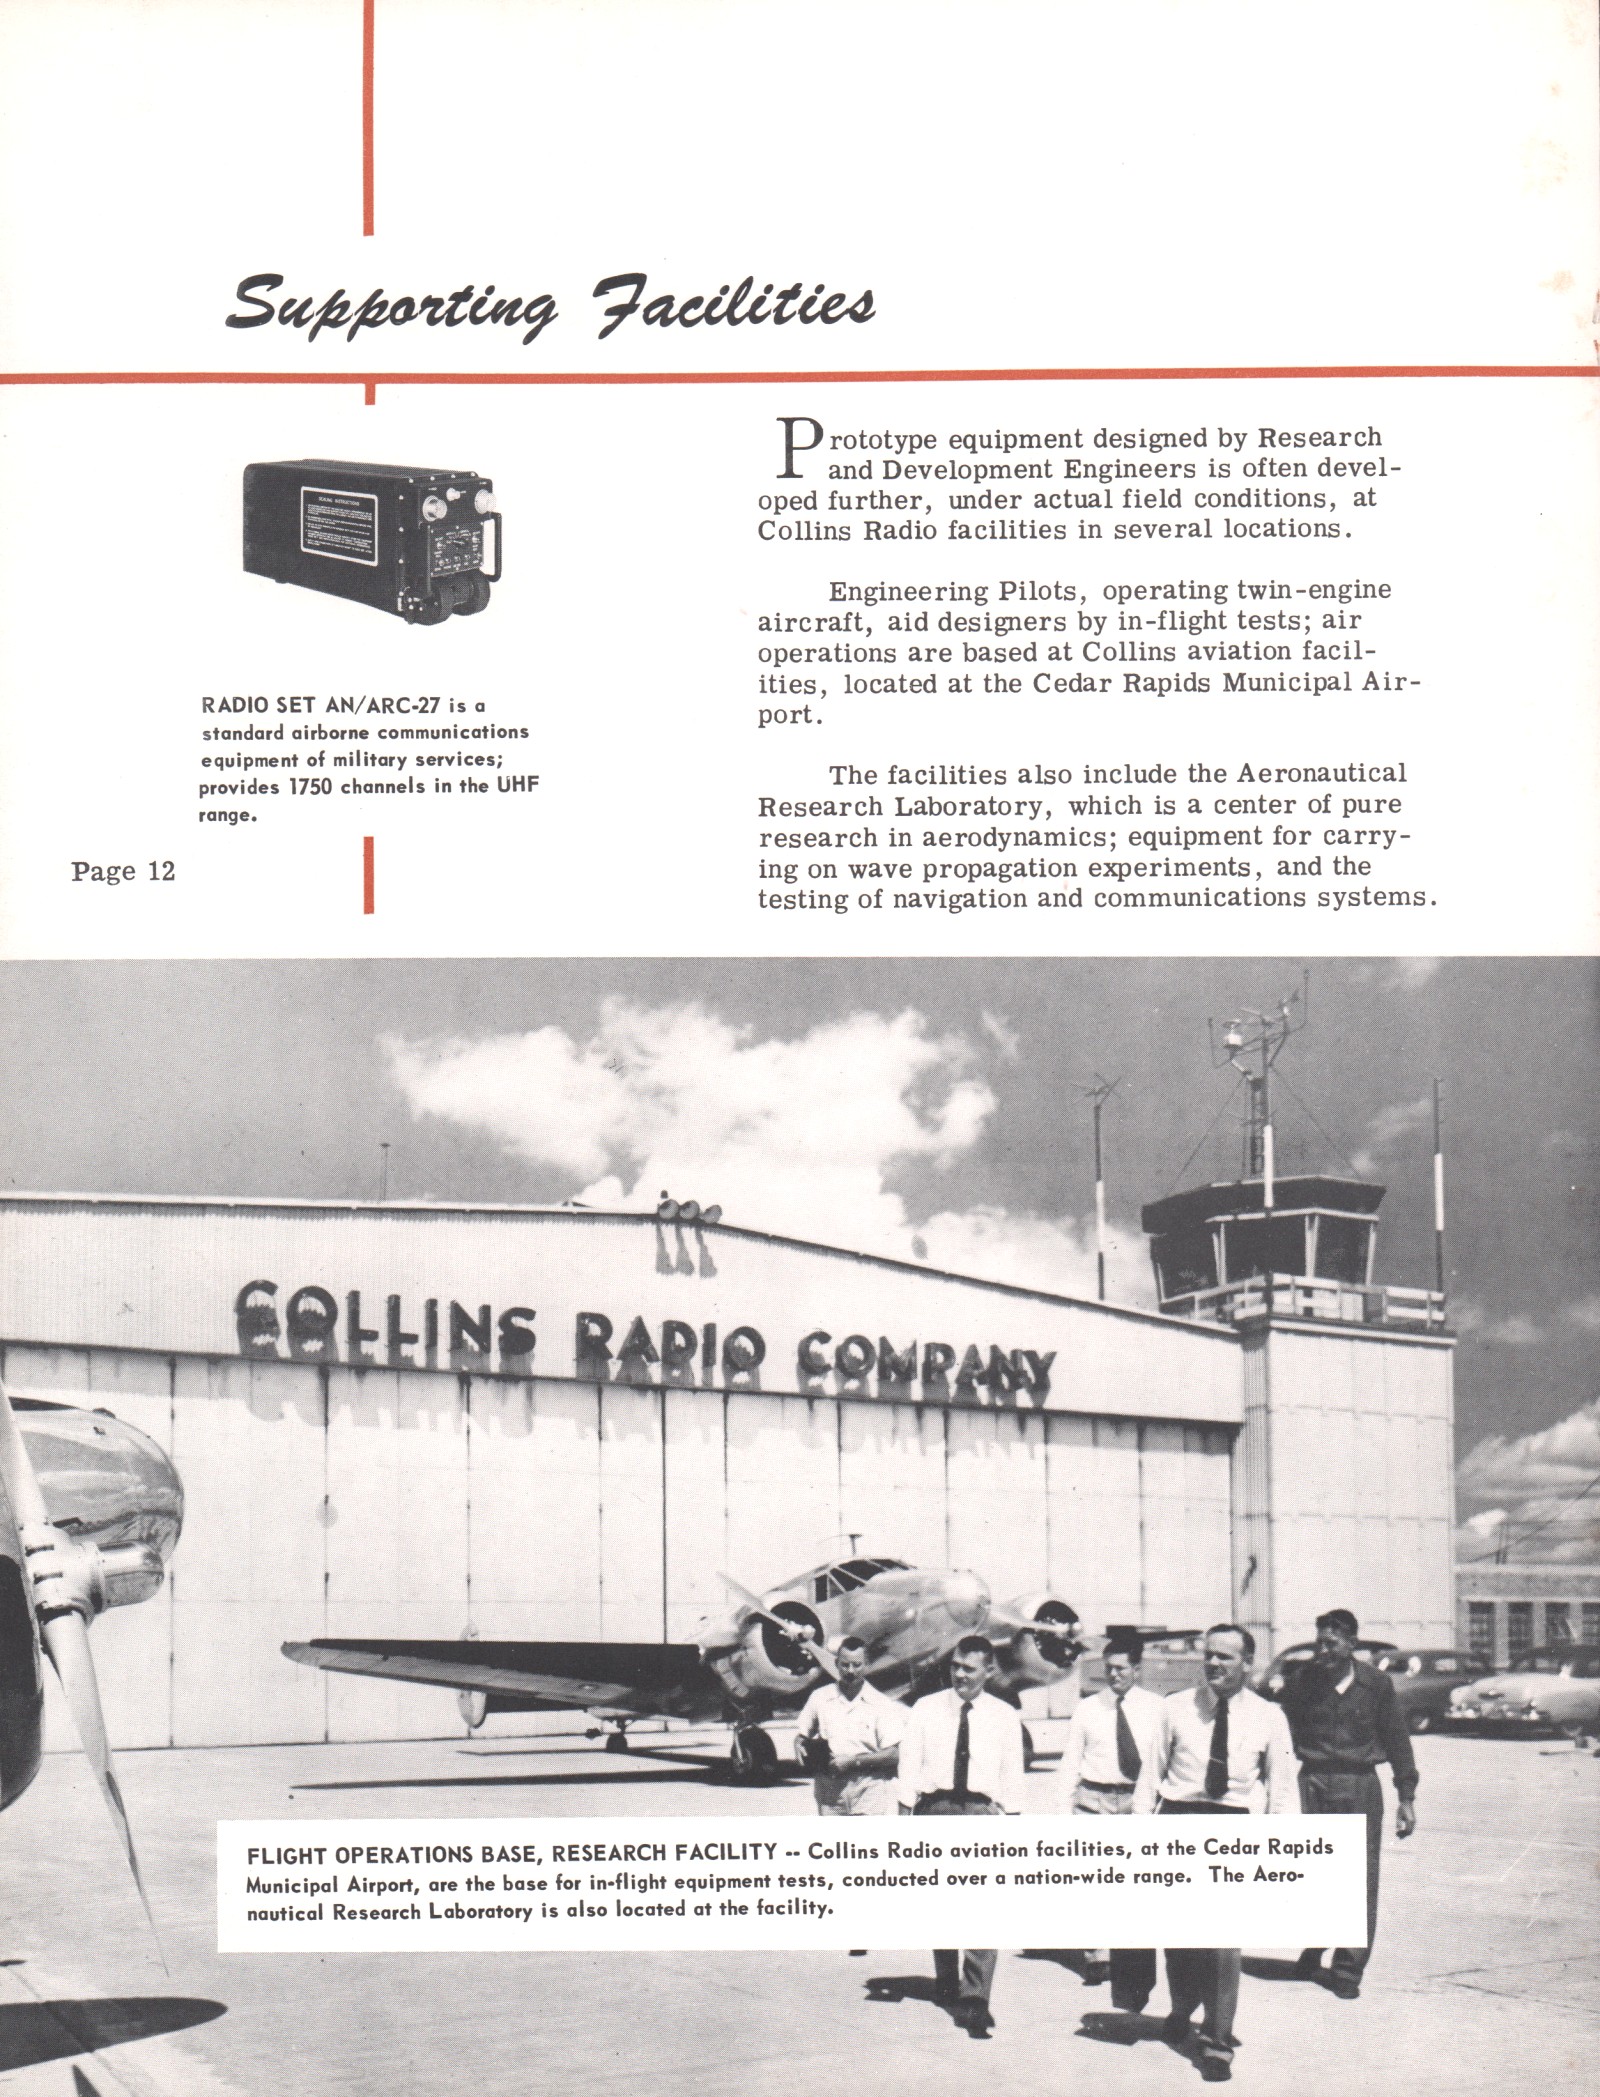 Supporting Facilities
Prototype equipment designed by Research
and Development Engineers is often devel-
oped further, under actual field conditions, at
Collins Radio facilities in several locations.
Engineering Pilots, operating twin-engine
aircraft, aid designers by in-flight tests; air
operations are based at Collins aviation facil-
ities, located at the Cedar Rapids Municipal Air-
port.
The facilities also include the Aeronautical
Research Laboratory, which is a center of pure
research in aerodynamics; equipment for carry-
ing on wave propagation experiments, and the
testing of navigation and communications systems.
RADIO SET AN/ARC-27 is a
standard airborne communications
equipment of military services;
provides 1750 channels in the UHF
range.
Page 12
COLLINS RADIO COMPANY
FLIGHT OPERATIONS BASE, RESEARCH FACILITY -- Collins Radio aviation facilities, at the Cedar Rapids
Municipal Airport, are the base for in-flight equipment tests, conducted over a nation-wide range. The Aero-
nautical Research Laboratory is also located at the facility.